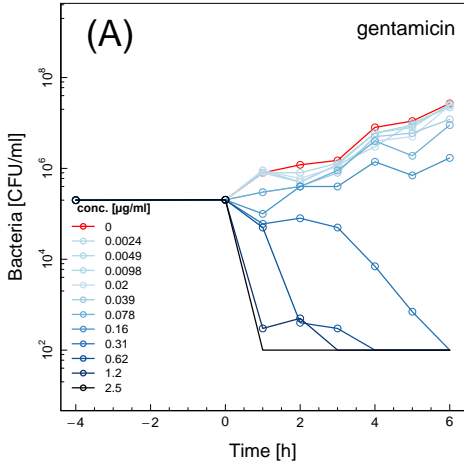 (A)
gentamicin
Bacteria [CFU/ml]
10^8
10^6
10^4
10^2
conc. [µg/ml]
0
0.0024
0.0049
0.0098
0.02
0.039
0.078
0.16
0.31
0.62
1.2
2.5
−4 −2 0 2 4 6
Time [h]